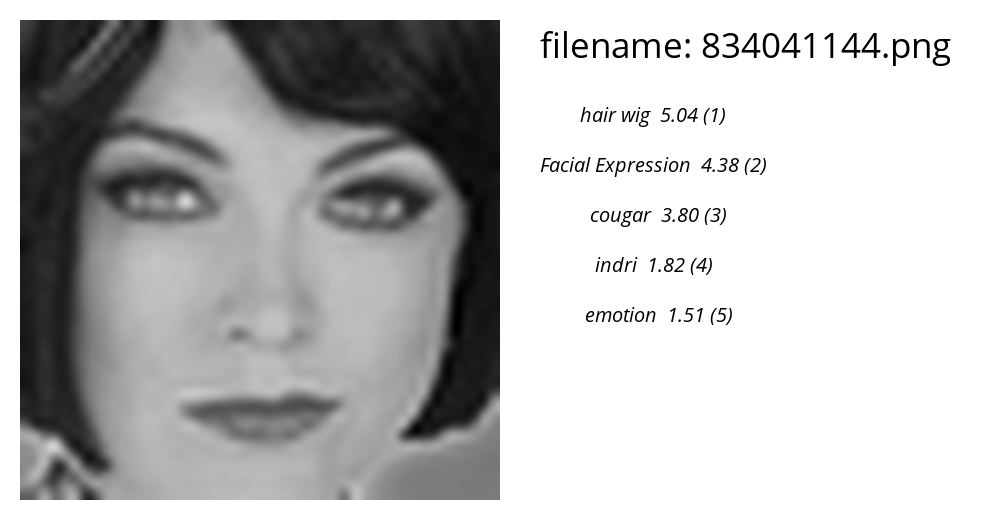 filename: 834041144.png
hair wig 5.04 (1)
Facial Expression 4.38 (2)
cougar 3.80 (3)
indri 1.82 (4)
emotion 1.51 (5)